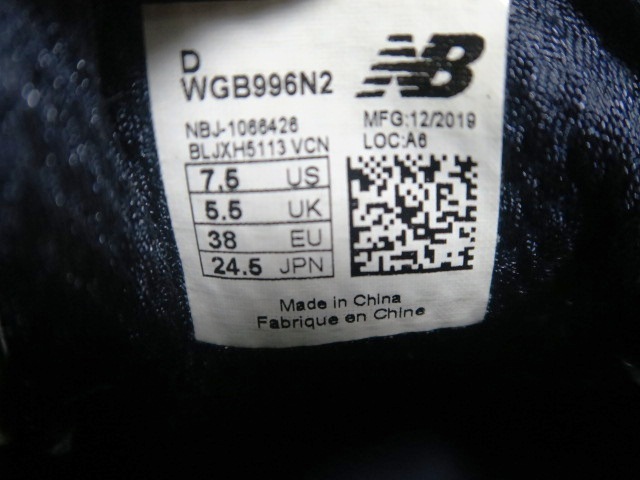 D
WGB996N2
NB
NBJ-1066426
BLJXH5113 VCN
MFG:12/2019
LOC:A6
7.5 US
5.5 UK
38 EU
24.5 JPN
Made in China
Fabrique en Chine